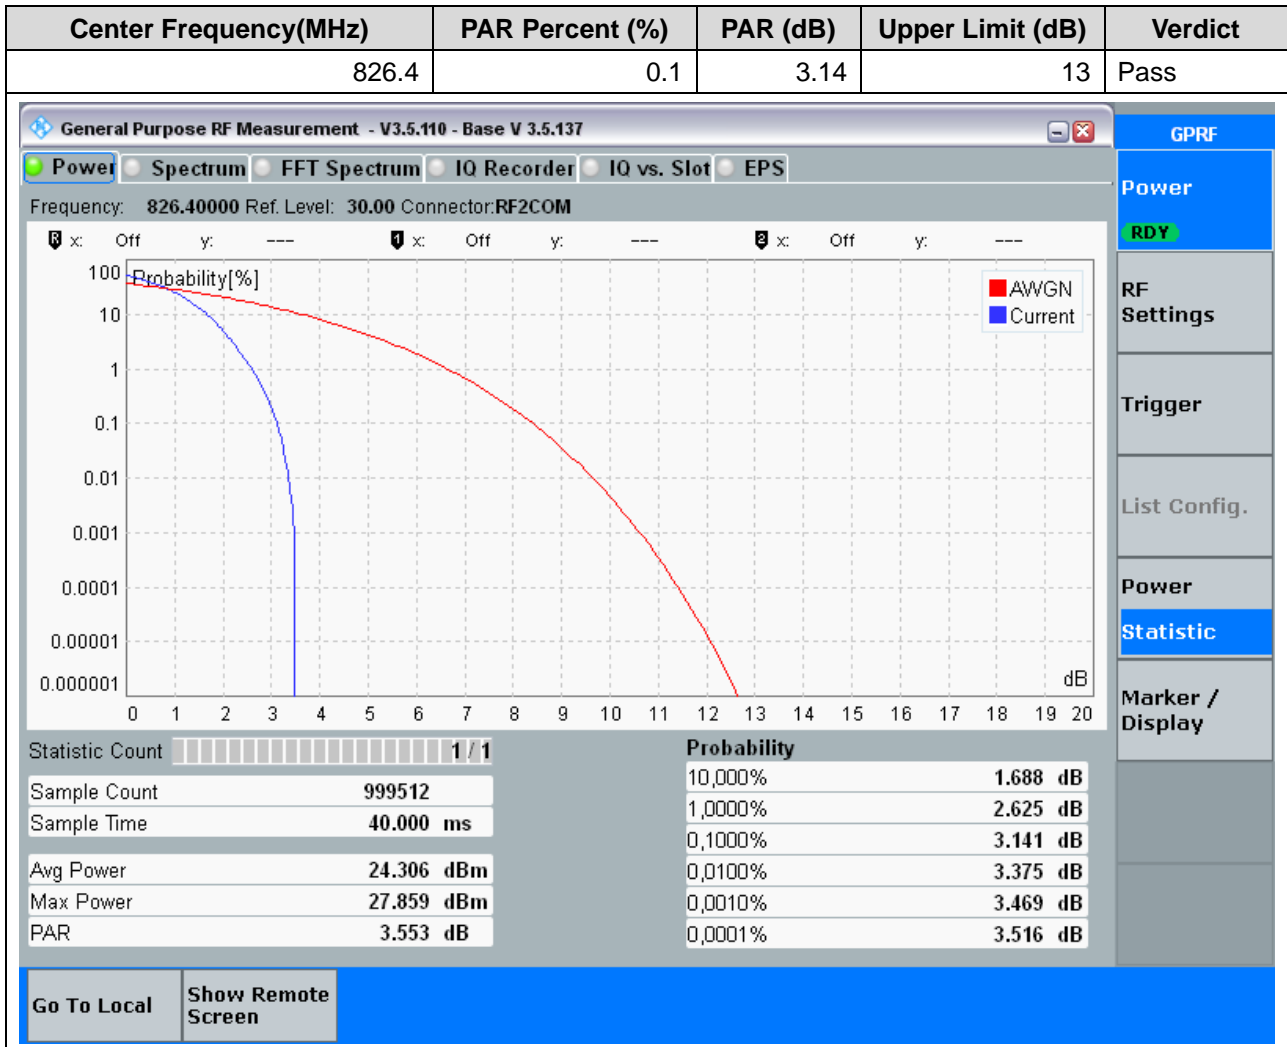 Center Frequency(MHz) PAR Percent (%) PAR (dB) Upper Limit (dB) Verdict
826.4 0.1 3.14 13 Pass
General Purpose RF Measurement - V3.5.110 - Base V 3.5.137
GPRF
Power Spectrum FFT Spectrum IQ Recorder IQ vs. Slot EPS
Frequency: 826.40000 Ref. Level: 30.00 Connector:RF2COM
R x: Off y: --- 1 x: Off y: --- 2 x: Off y: ---
Probability[%]
AWGN
Current
100
10
1
0.1
0.01
0.001
0.0001
0.00001
0.000001
dB
0 1 2 3 4 5 6 7 8 9 10 11 12 13 14 15 16 17 18 19 20
Statistic Count 1 / 1
Sample Count 999512
Sample Time 40.000 ms
Avg Power 24.306 dBm
Max Power 27.859 dBm
PAR 3.553 dB
Probability
10,000% 1.688 dB
1,0000% 2.625 dB
0,1000% 3.141 dB
0,0100% 3.375 dB
0,0010% 3.469 dB
0,0001% 3.516 dB
Power
RDY
RF
Settings
Trigger
List Config.
Power
Statistic
Marker /
Display
Go To Local
Show Remote
Screen